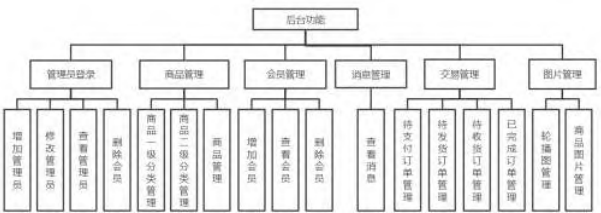 后台功能
管理员登录
商品管理
会员管理
消息管理
交易管理
图片管理
增加管理员
修改管理员
查看管理员
删除会员
商品一级分类管理
商品二级分类管理
商品管理
增加会员
查看会员
删除会员
查看消息
待支付订单管理
待发货订单管理
待收货订单管理
已完成订单管理
轮播图管理
商品图片管理